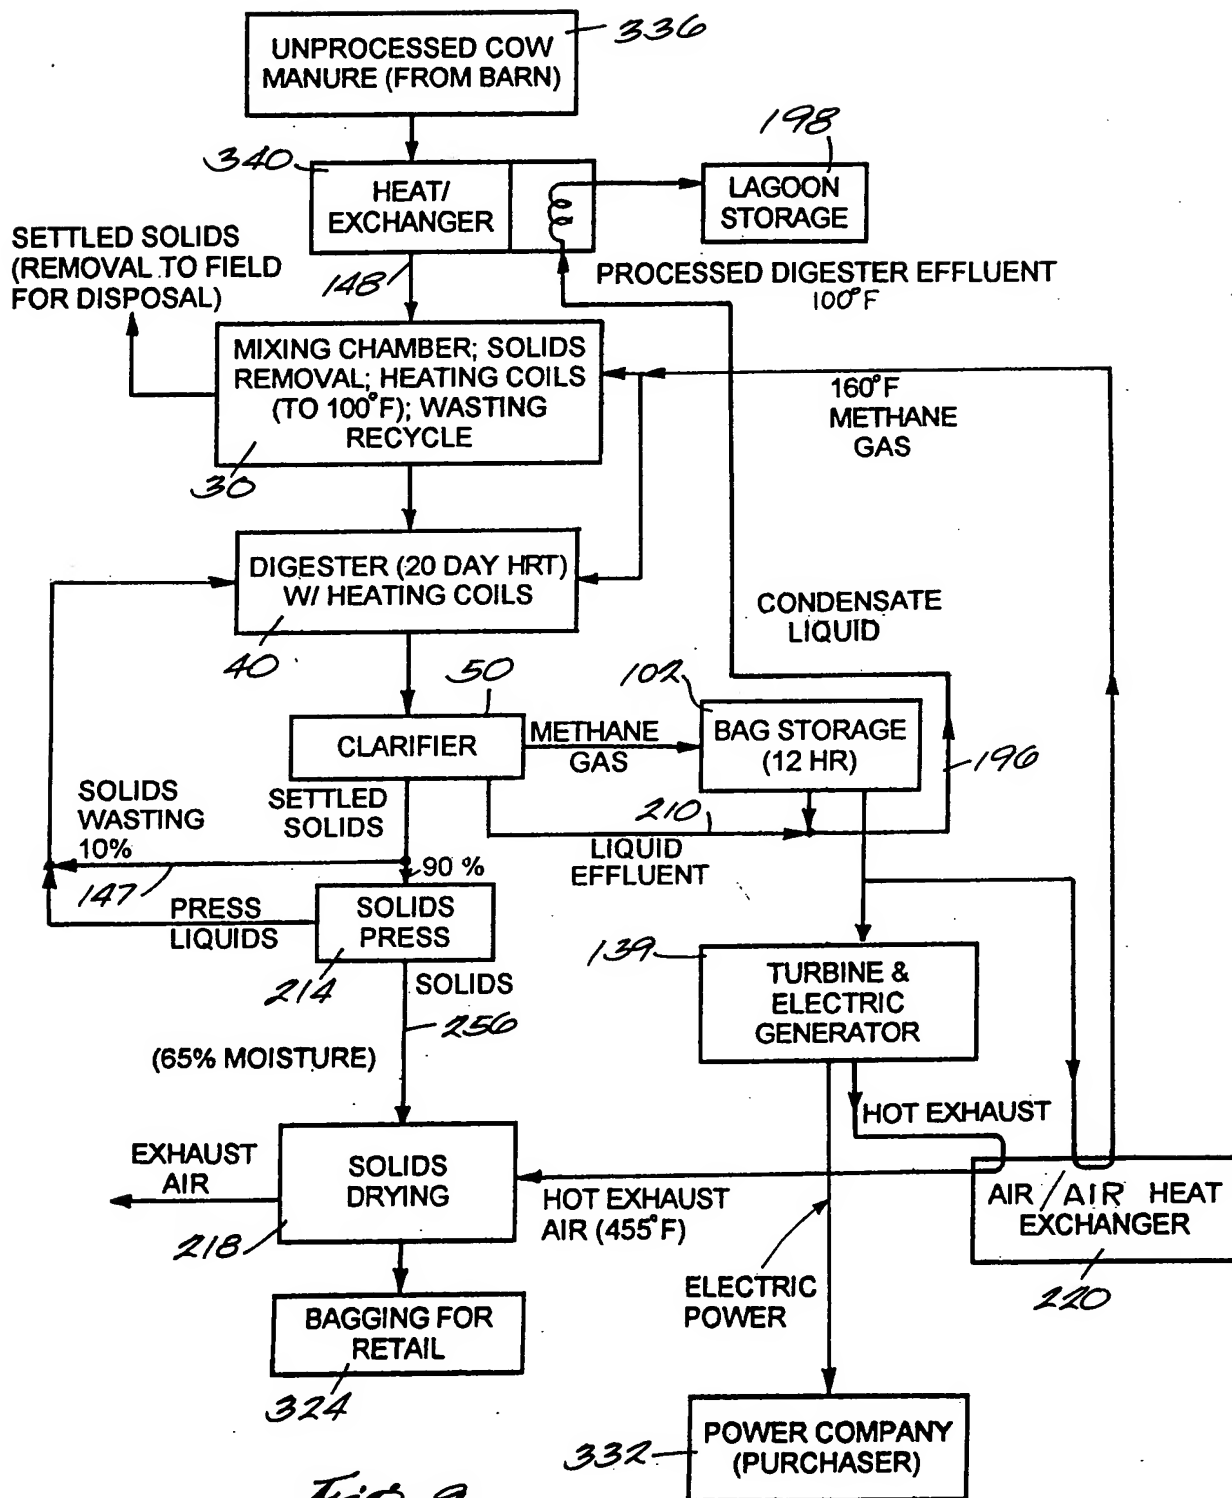 336
UNPROCESSED COW
MANURE (FROM BARN)
198
340
HEAT/
EXCHANGER
LAGOON
STORAGE
SETTLED SOLIDS
(REMOVAL TO FIELD
FOR DISPOSAL)
148
PROCESSED DIGESTER EFFLUENT
100°F
MIXING CHAMBER; SOLIDS
REMOVAL; HEATING COILS
(TO 100°F); WASTING
RECYCLE
30
160°F
METHANE
GAS
DIGESTER (20 DAY HRT)
W/ HEATING COILS
40
CONDENSATE
LIQUID
50
102
CLARIFIER
METHANE
GAS
BAG STORAGE
(12 HR)
196
SOLIDS
WASTING
10%
SETTLED
SOLIDS
210
LIQUID
EFFLUENT
90 %
147
PRESS
LIQUIDS
SOLIDS
PRESS
214
SOLIDS
256
139
TURBINE &
ELECTRIC
GENERATOR
(65% MOISTURE)
HOT EXHAUST
EXHAUST
AIR
SOLIDS
DRYING
218
HOT EXHAUST
AIR (455°F)
AIR / AIR HEAT
EXCHANGER
220
ELECTRIC
POWER
BAGGING FOR
RETAIL
324
POWER COMPANY
(PURCHASER)
332